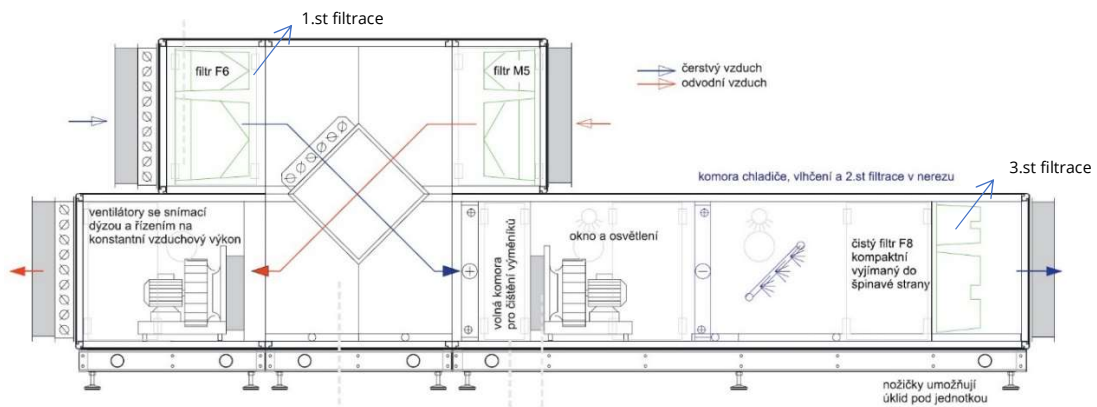 1.st filtrace
filtr F6
filtr M5
čerstvý vzduch
odvodní vzduch
3.st filtrace
komora chladiče, vlhčení a 2.st filtrace v nerezu
ventilátory se snímací
dýzou a řízením na
konstantní vzduchový výkon
volná komora
pro čištění výměníků
okno a osvětlení
čistý filtr F8
kompaktní
vyjímaný do
špinavé strany
nožičky umožňují
úklid pod jednotkou